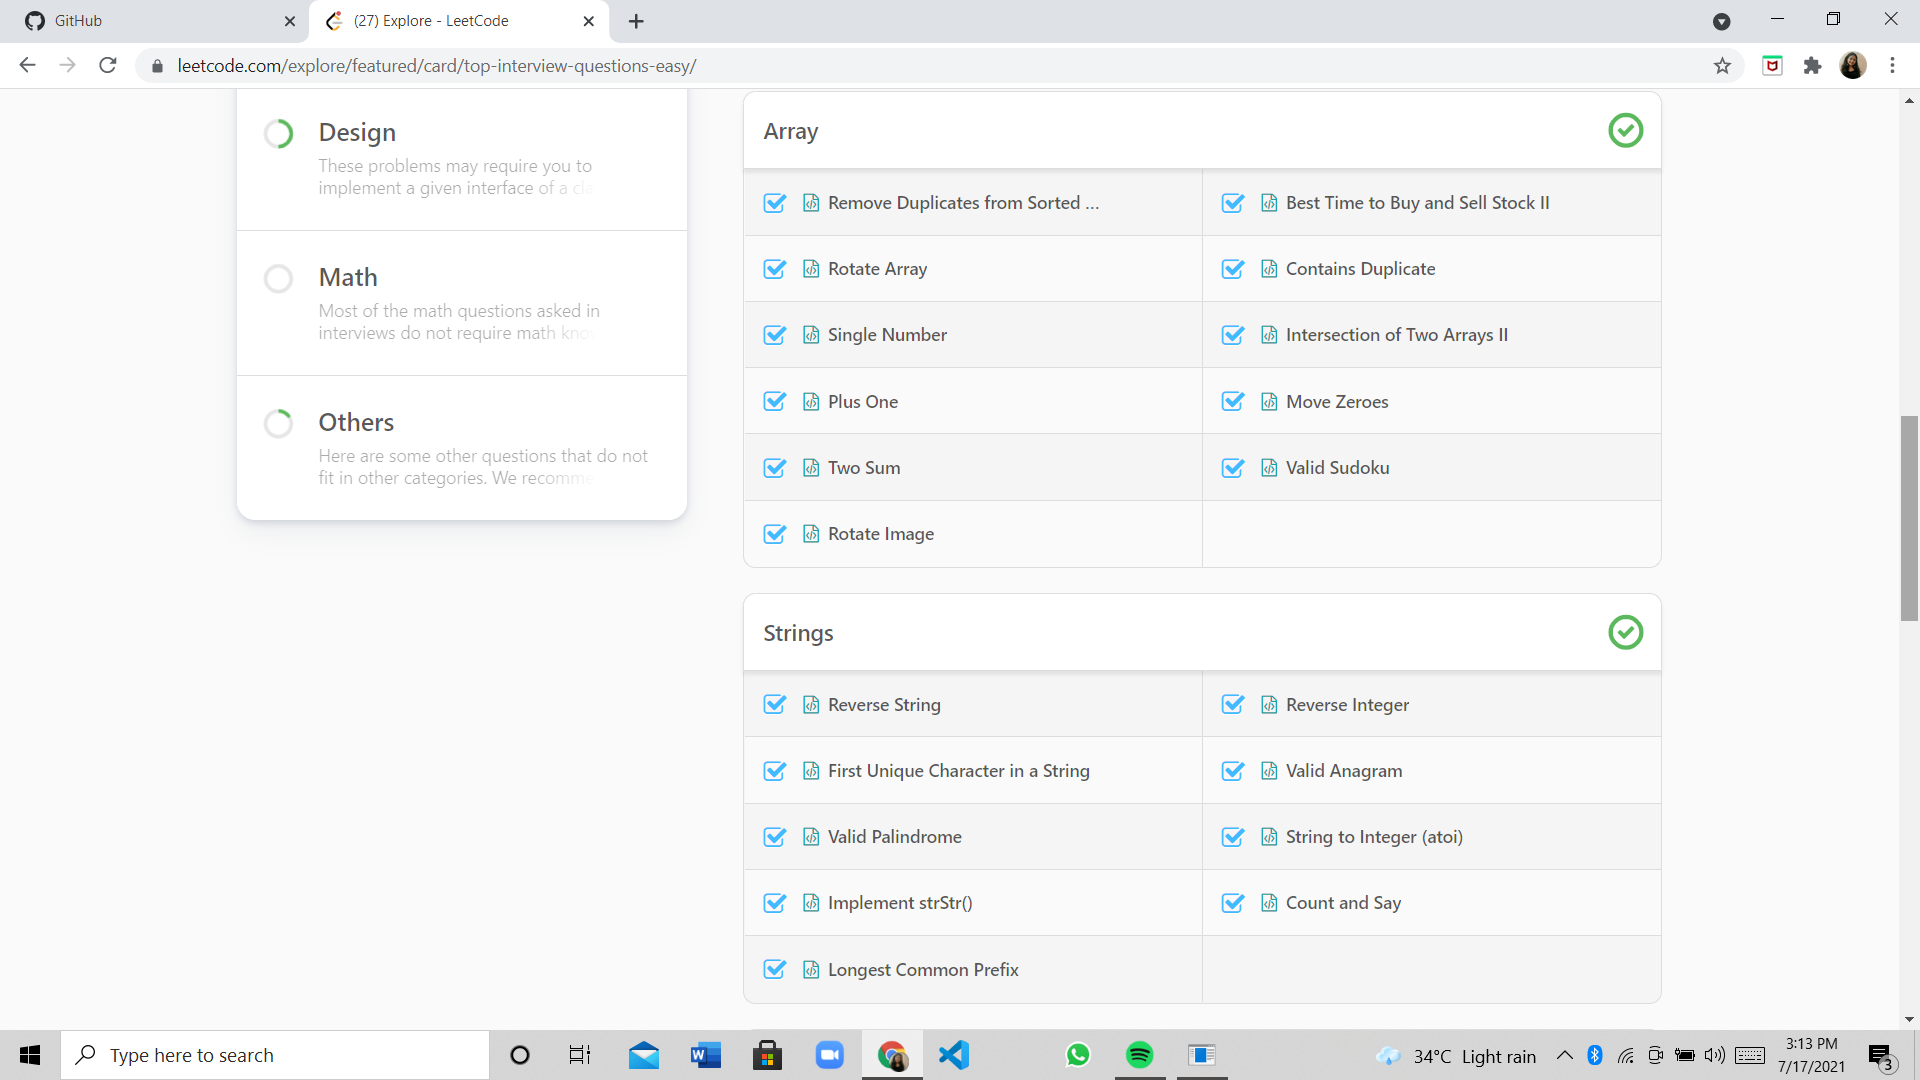 GitHub
(27) Explore - LeetCode
leetcode.com/explore/featured/card/top-interview-questions-easy/
Design
These problems may require you to
implement a given interface of a cla
Math
Most of the math questions asked in
interviews do not require math kno
Others
Here are some other questions that do not
fit in other categories. We recomme
Array
Remove Duplicates from Sorted ...
Best Time to Buy and Sell Stock II
Rotate Array
Contains Duplicate
Single Number
Intersection of Two Arrays II
Plus One
Move Zeroes
Two Sum
Valid Sudoku
Rotate Image
Strings
Reverse String
Reverse Integer
First Unique Character in a String
Valid Anagram
Valid Palindrome
String to Integer (atoi)
Implement strStr()
Count and Say
Longest Common Prefix
Type here to search
34°C Light rain
3:13 PM
7/17/2021
3